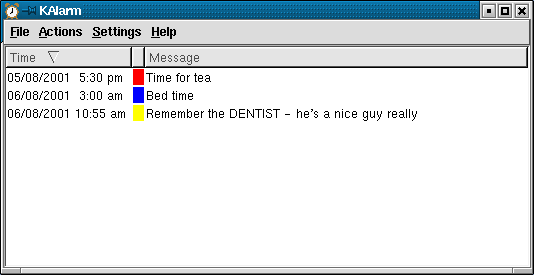 KAlarm
File Actions Settings Help
Time Message
05/08/2001 5:30 pm Time for tea
06/08/2001 3:00 am Bed time
06/08/2001 10:55 am Remember the DENTIST - he's a nice guy really